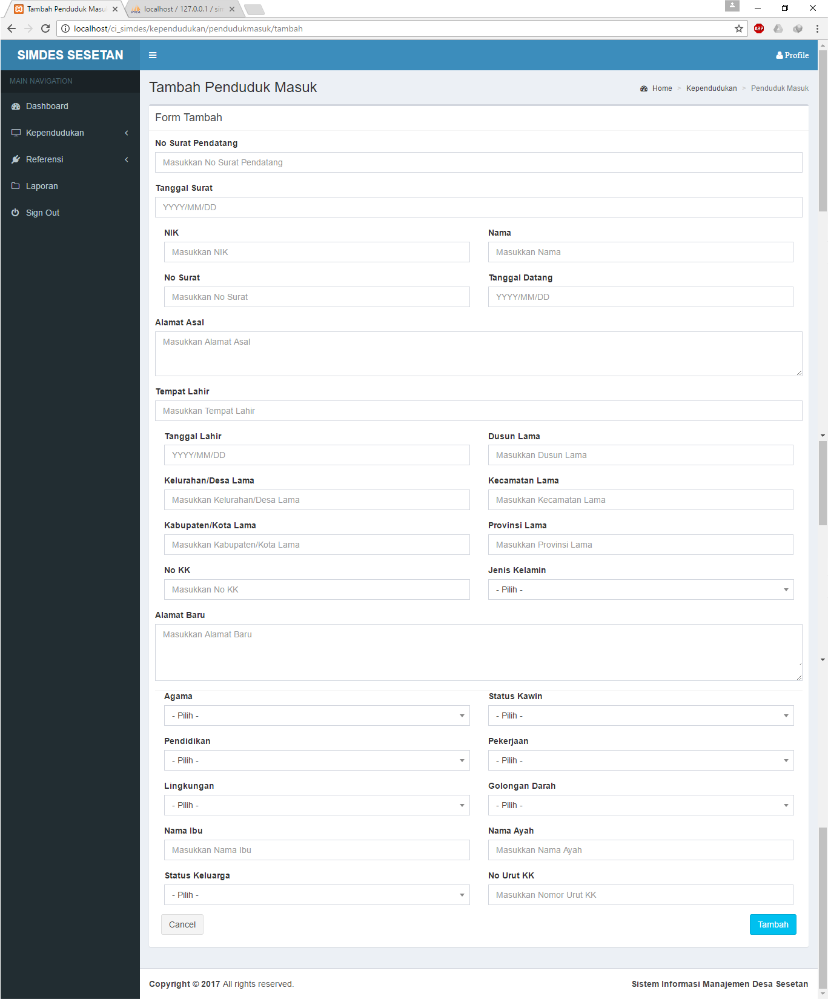 Tambah Penduduk Masu
localhost / 127.0.0.1 / sim
localhost/ci_simdes/kependudukan/pendudukmasuk/tambah
ABP
SIMDES SESETAN
Profile
MAIN NAVIGATION
Dashboard
Kependudukan
Referensi
Laporan
Sign Out
Tambah Penduduk Masuk
Home > Kependudukan > Penduduk Masuk
Form Tambah
No Surat Pendatang
Masukkan No Surat Pendatang
Tanggal Surat
YYYY/MM/DD
NIK Nama
Masukkan NIK Masukkan Nama
No Surat Tanggal Datang
Masukkan No Surat YYYY/MM/DD
Alamat Asal
Masukkan Alamat Asal
Tempat Lahir
Masukkan Tempat Lahir
Tanggal Lahir Dusun Lama
YYYY/MM/DD Masukkan Dusun Lama
Kelurahan/Desa Lama Kecamatan Lama
Masukkan Kelurahan/Desa Lama Masukkan Kecamatan Lama
Kabupaten/Kota Lama Provinsi Lama
Masukkan Kabupaten/Kota Lama Masukkan Provinsi Lama
No KK Jenis Kelamin
Masukkan No KK - Pilih -
Alamat Baru
Masukkan Alamat Baru
Agama Status Kawin
- Pilih - - Pilih -
Pendidikan Pekerjaan
- Pilih - - Pilih -
Lingkungan Golongan Darah
- Pilih - - Pilih -
Nama Ibu Nama Ayah
Masukkan Nama Ibu Masukkan Nama Ayah
Status Keluarga No Urut KK
- Pilih - Masukkan Nomor Urut KK
Cancel Tambah
Copyright © 2017 All rights reserved. Sistem Informasi Manajemen Desa Sesetan